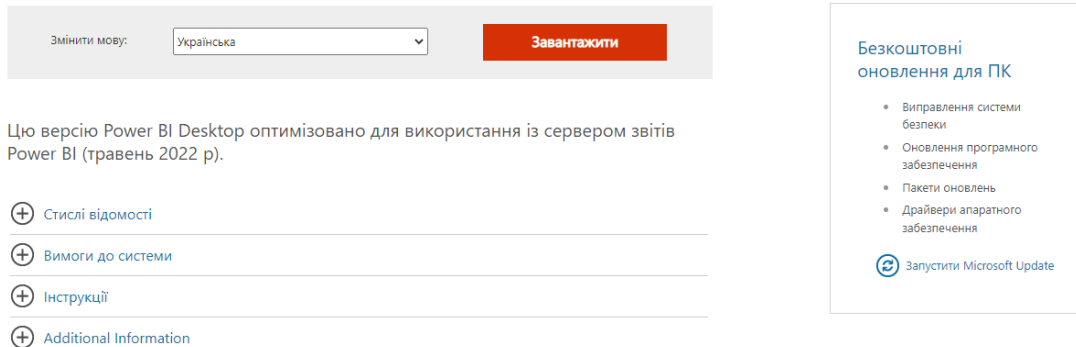 Змінити мову:
Українська
Завантажити
Цю версію Power BI Desktop оптимізовано для використання із сервером звітів
Power BI (травень 2022 р).
Стислі відомості
Вимоги до системи
Інструкції
Additional Information
Безкоштовні
оновлення для ПК
Виправлення системи
безпеки
Оновлення програмного
забезпечення
Пакети оновлень
Драйвери апаратного
забезпечення
Запустити Microsoft Update